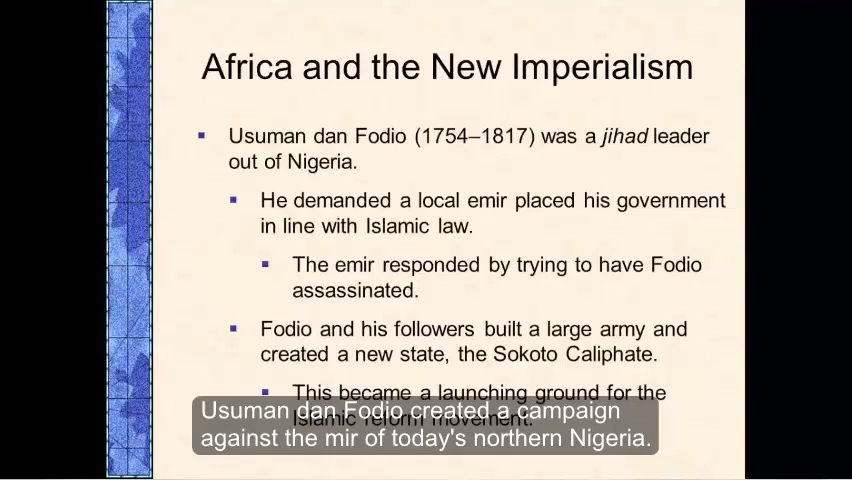 Africa and the New Imperialism
▪ Usuman dan Fodio (1754–1817) was a jihad leader
out of Nigeria.
▪ He demanded a local emir placed his government
in line with Islamic law.
▪ The emir responded by trying to have Fodio
assassinated.
▪ Fodio and his followers built a large army and
created a new state, the Sokoto Caliphate.
▪ This became a launching ground for the
Islamic reform movement.
Usuman dan Fodio created a campaign
against the mir of today's northern Nigeria.